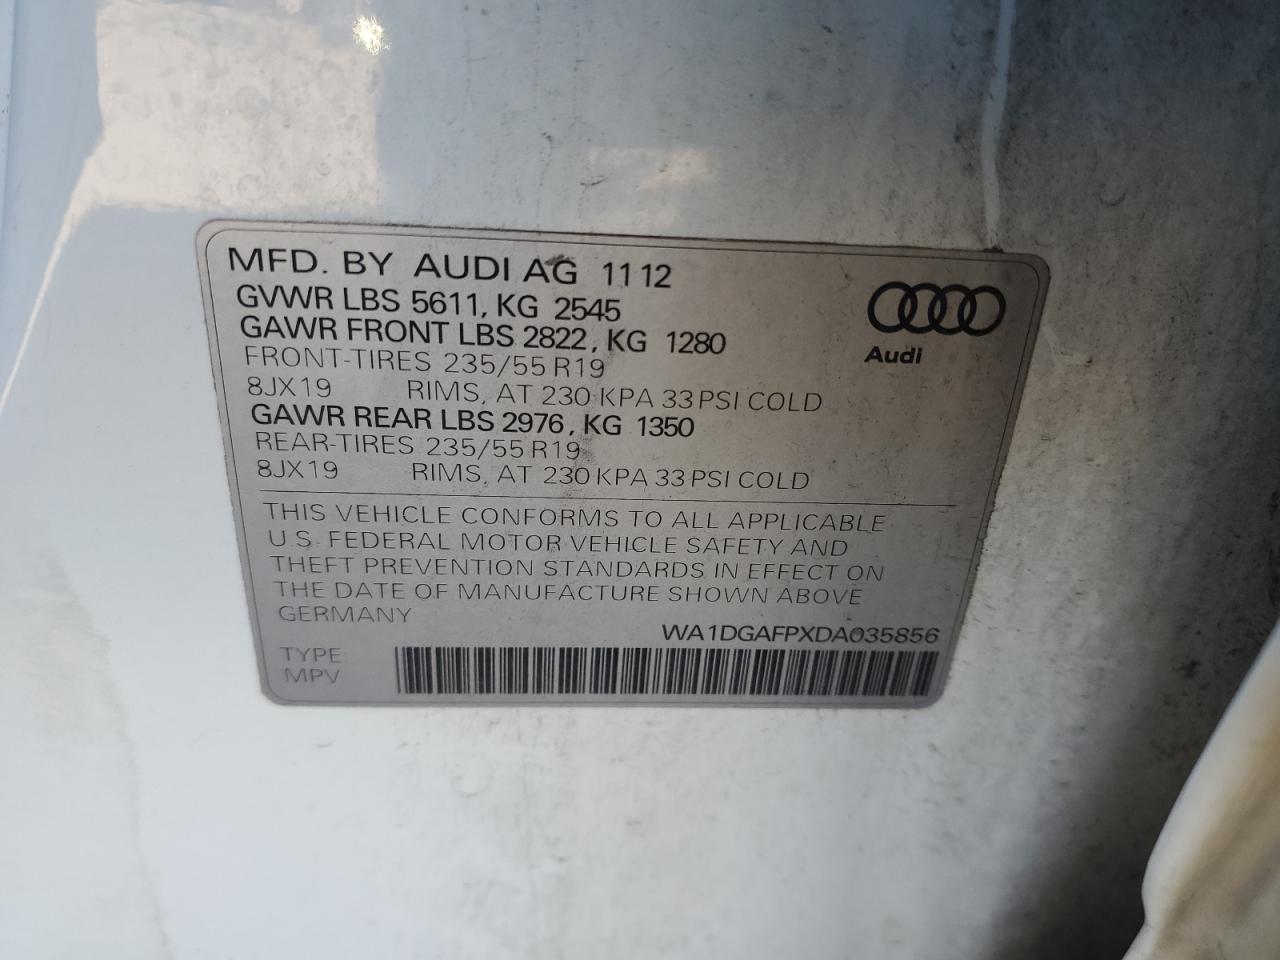 MFD. BY AUDI AG 11 12
GVWR LBS 5611, KG 2545
GAWR FRONT LBS 2822, KG 1280
FRONT-TIRES 235/55 R19
8JX19 RIMS, AT 230 KPA 33 PSI COLD
GAWR REAR LBS 2976, KG 1350
REAR-TIRES 235/55 R19
8JX19 RIMS, AT 230 KPA 33 PSI COLD
Audi
THIS VEHICLE CONFORMS TO ALL APPLICABLE
U.S. FEDERAL MOTOR VEHICLE SAFETY AND
THEFT PREVENTION STANDARDS IN EFFECT ON
THE DATE OF MANUFACTURE SHOWN ABOVE
GERMANY
WA1DGAFPXDA035856
TYPE:
MPV